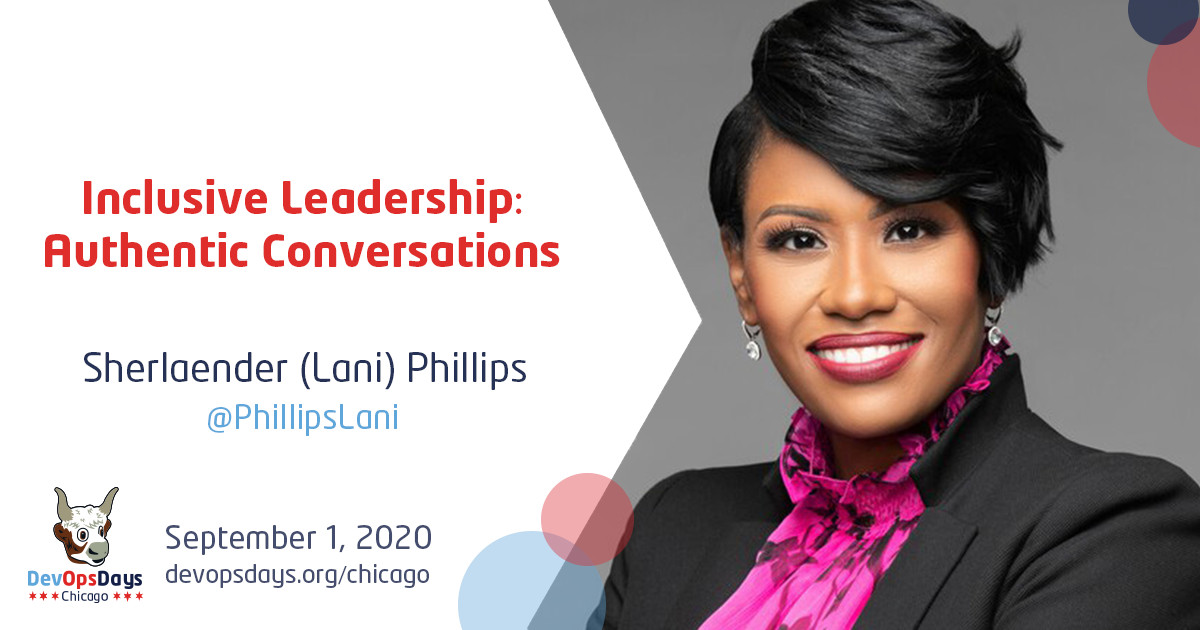 Inclusive Leadership:
Authentic Conversations
Sherlaender (Lani) Phillips
@PhillipsLani
September 1, 2020
devopsdays.org/chicago
DevOpsDays
Chicago